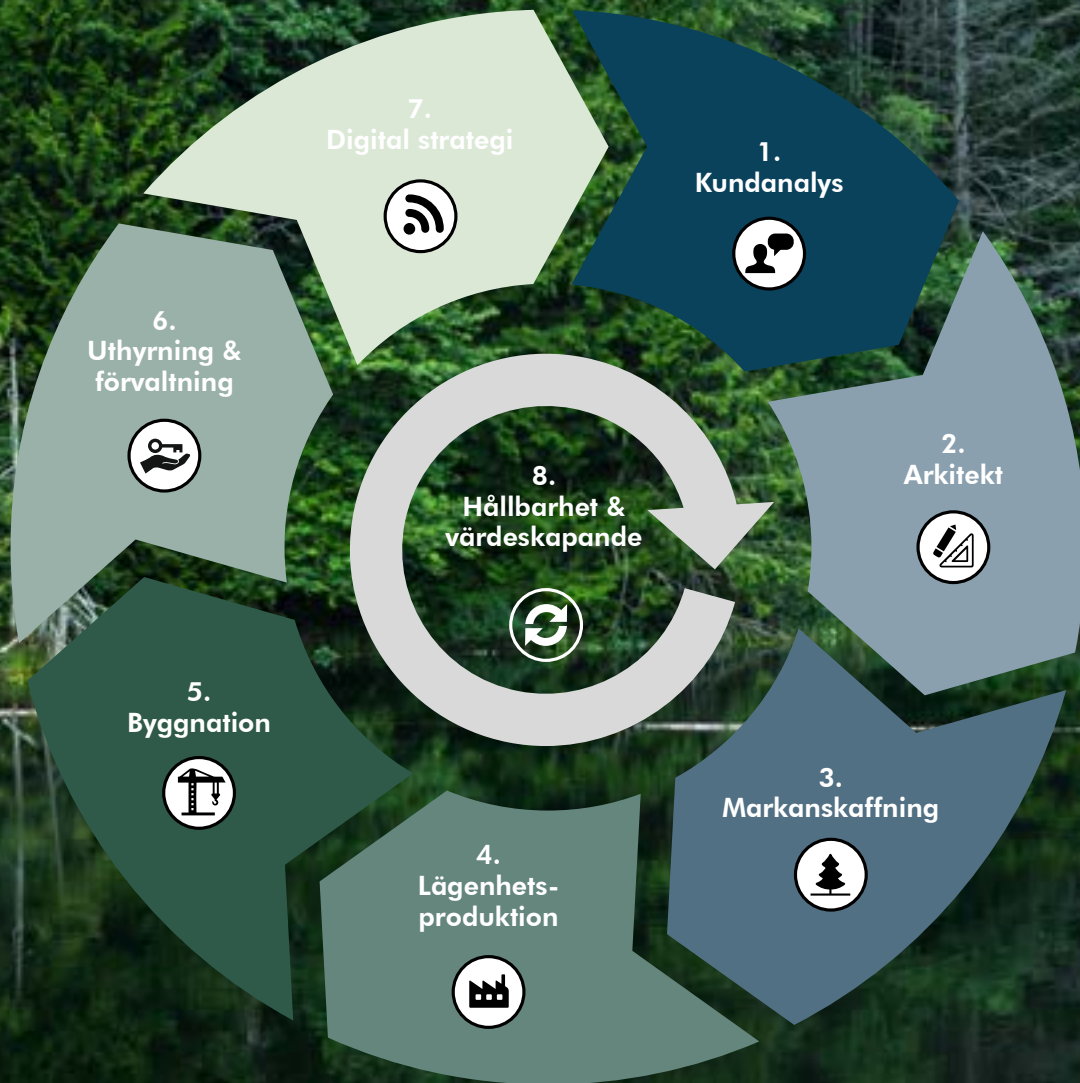 1.
Kundanalys
2.
Arkitekt
3.
Markanskaffning
4.
Lägenhets-
produktion
5.
Byggnation
6.
Uthyrning &
förvaltning
7.
Digital strategi
8.
Hållbarhet &
värdeskapande